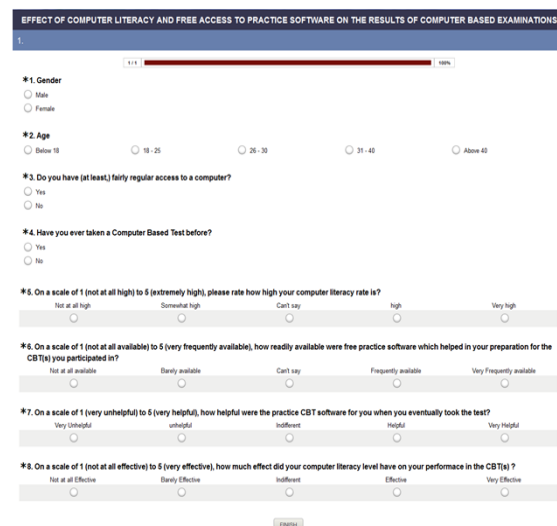 EFFECT OF COMPUTER LITERACY AND FREE ACCESS TO PRACTICE SOFTWARE ON THE RESULTS OF COMPUTER BASED EXAMINATIONS
1.
1 / 1 100%
*1. Gender
Male
Female
*2. Age
Below 18 18 - 25 26 - 30 31 - 40 Above 40
*3. Do you have (at least,) fairly regular access to a computer?
Yes
No
*4. Have you ever taken a Computer Based Test before?
Yes
No
*5. On a scale of 1 (not at all high) to 5 (extremely high), please rate how high your computer literacy rate is?
Not at all high Somewhat high Can't say high Very high
*6. On a scale of 1 (not at all available) to 5 (very frequently available), how readily available were free practice software which helped in your preparation for the
CBT(s) you participated in?
Not at all available Barely available Can't say Frequently available Very Frequently available
*7. On a scale of 1 (very unhelpful) to 5 (very helpful), how helpful were the practice CBT software for you when you eventually took the test?
Very Unhelpful unhelpful Indifferent Helpful Very Helpful
*8. On a scale of 1 (not at all effective) to 5 (very effective), how much effect did your computer literacy level have on your performace in the CBT(s) ?
Not at all Effective Barely Effective Indifferent Effective Very Effective
FINISH